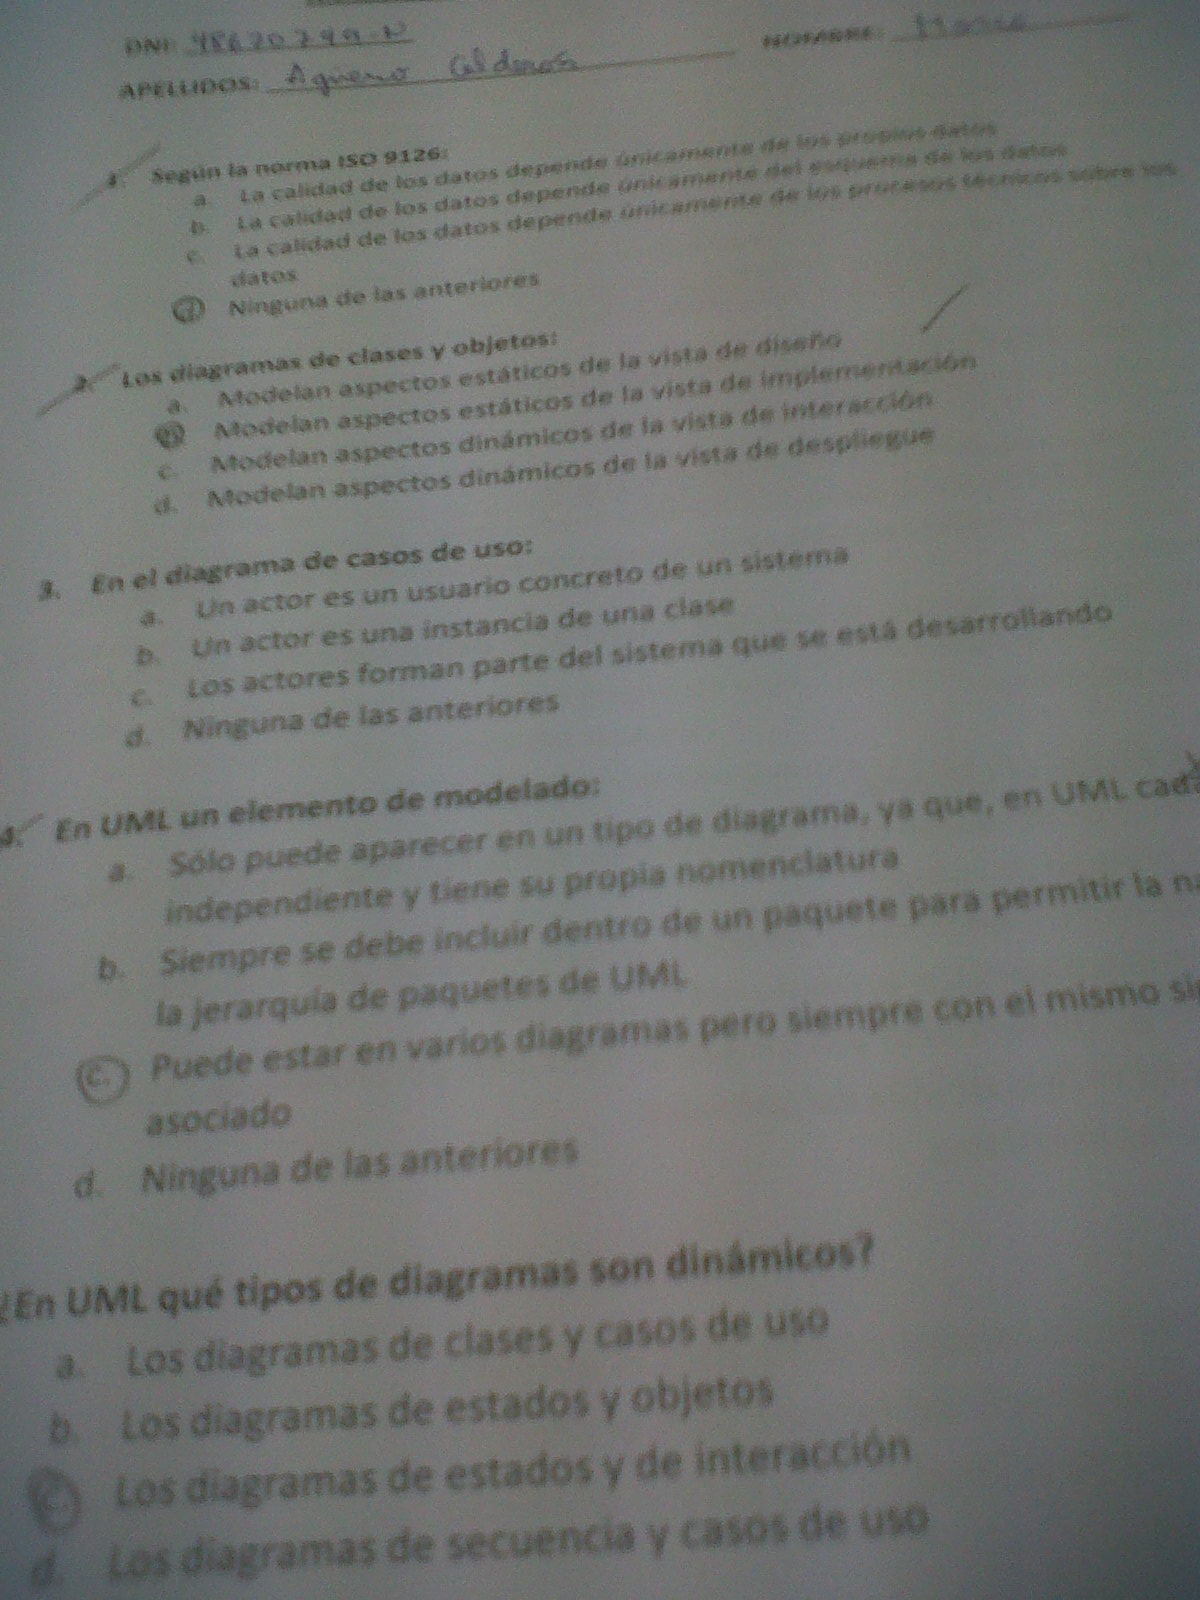 DNI: 48620299-N
APELLIDOS: Agüero Calderón NOMBRE:
1. Según la norma ISO 9126:
a. La calidad de los datos depende únicamente de los propios datos
b. La calidad de los datos depende únicamente del esquema de los datos
c. La calidad de los datos depende únicamente de los procesos técnicos sobre los
datos
d Ninguna de las anteriores
2. Los diagramas de clases y objetos:
a. Modelan aspectos estáticos de la vista de diseño
b Modelan aspectos estáticos de la vista de implementación
c. Modelan aspectos dinámicos de la vista de interacción
d. Modelan aspectos dinámicos de la vista de despliegue
3. En el diagrama de casos de uso:
a. Un actor es un usuario concreto de un sistema
b. Un actor es una instancia de una clase
c. Los actores forman parte del sistema que se está desarrollando
d. Ninguna de las anteriores
4. En UML un elemento de modelado:
a. Sólo puede aparecer en un tipo de diagrama, ya que, en UML cada
independiente y tiene su propia nomenclatura
b. Siempre se debe incluir dentro de un paquete para permitir la na
la jerarquía de paquetes de UML
c. Puede estar en varios diagramas pero siempre con el mismo si
asociado
d. Ninguna de las anteriores
¿En UML qué tipos de diagramas son dinámicos?
a. Los diagramas de clases y casos de uso
b. Los diagramas de estados y objetos
c. Los diagramas de estados y de interacción
d. Los diagramas de secuencia y casos de uso